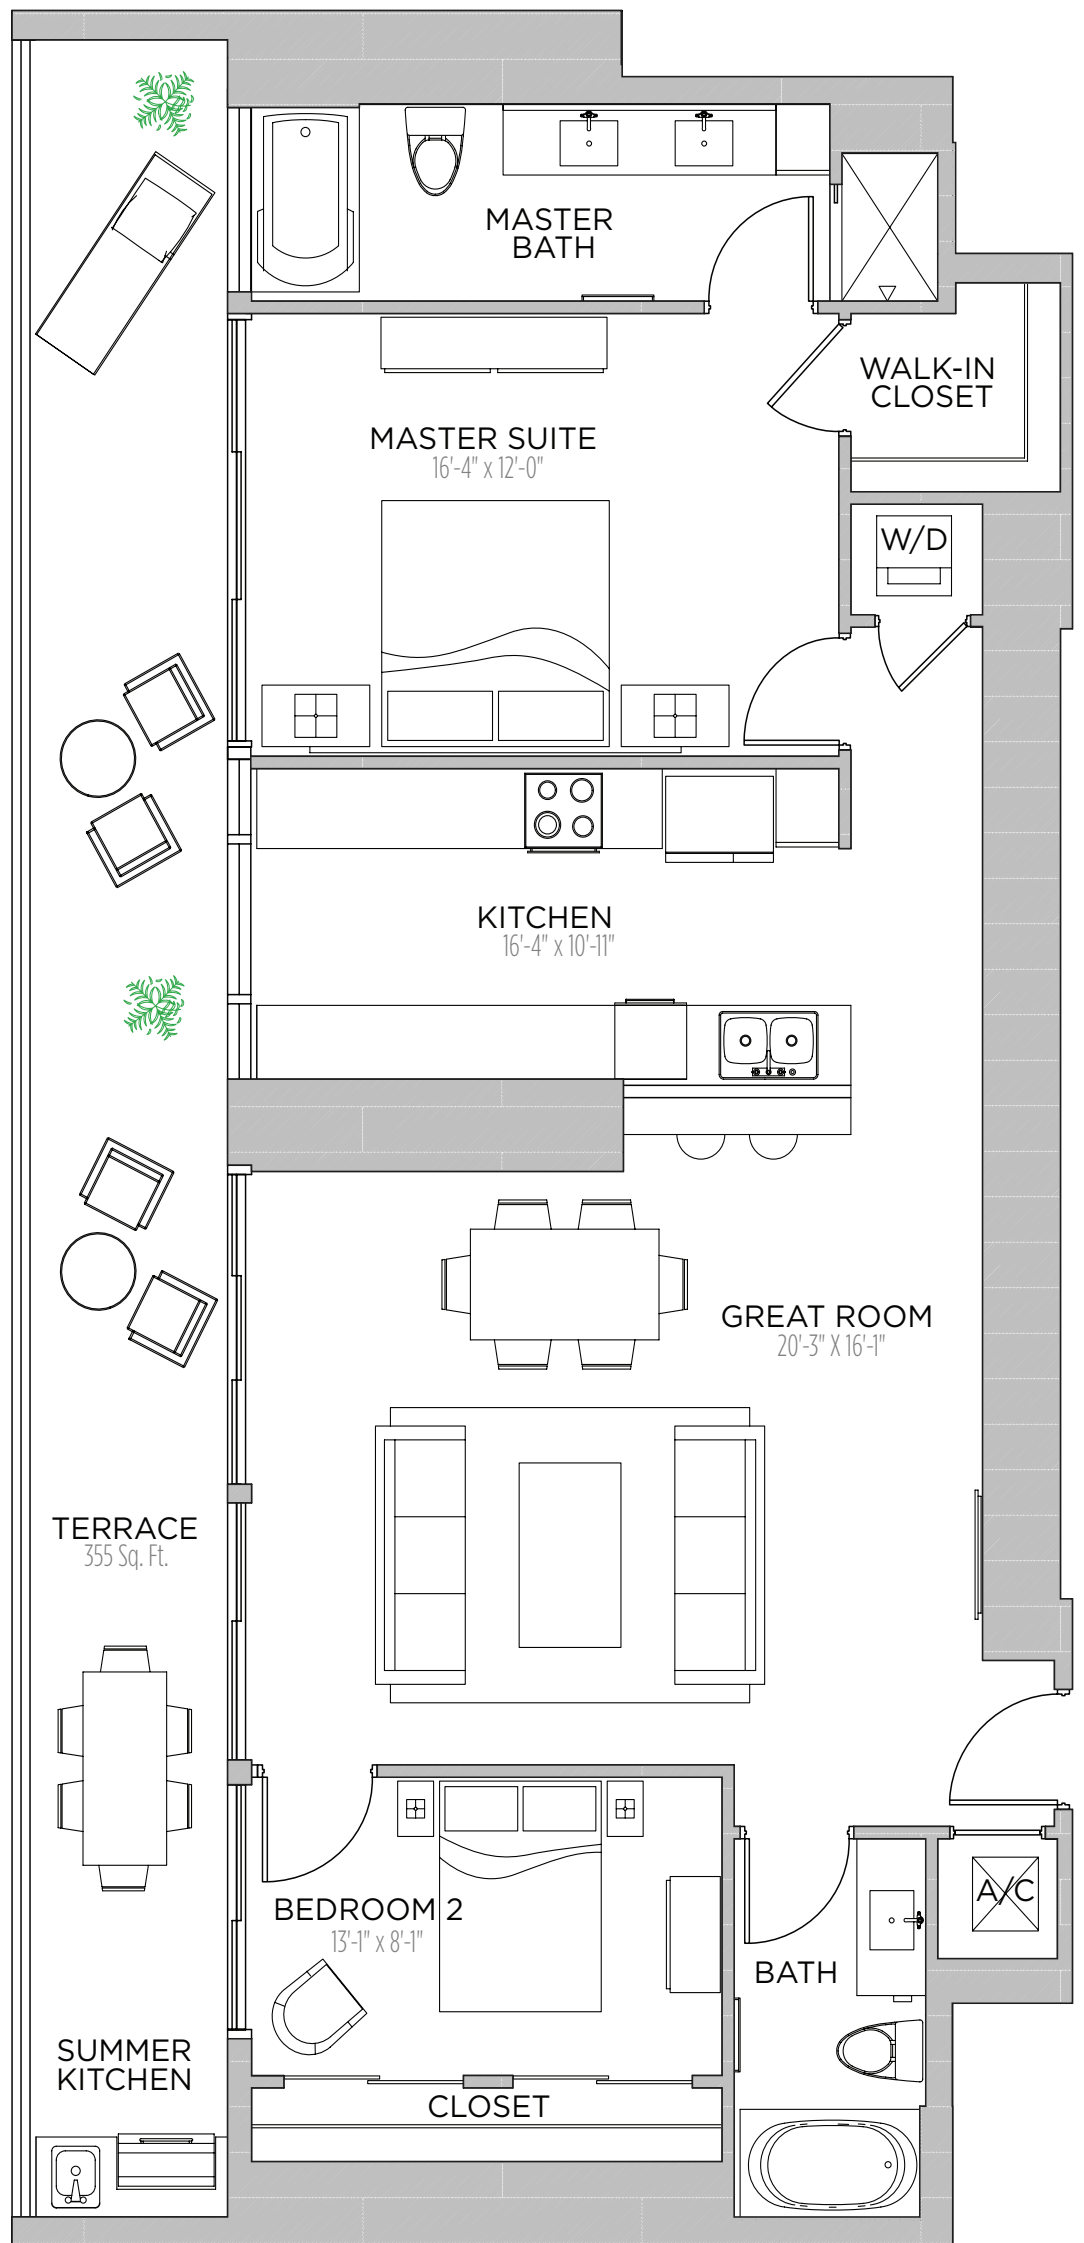 MASTER
BATH
WALK-IN
CLOSET
MASTER SUITE
16'-4" x 12'-0"
W/D
KITCHEN
16'-4" x 10'-11"
GREAT ROOM
20'-3" X 16'-1"
TERRACE
355 Sq. Ft.
A/C
BEDROOM 2
13'-1" x 8'-1"
BATH
SUMMER
KITCHEN
CLOSET